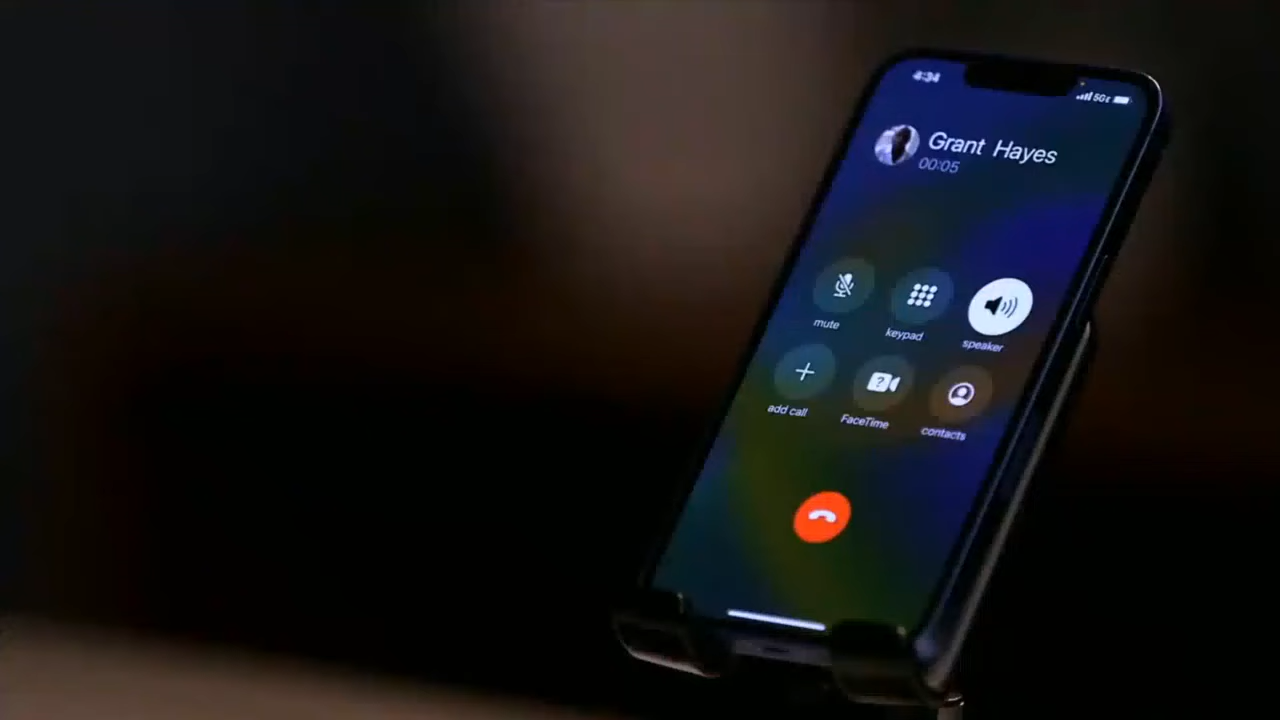 4:34
5G
Grant Hayes
00:05
mute
keypad
speaker
add call
FaceTime
contacts